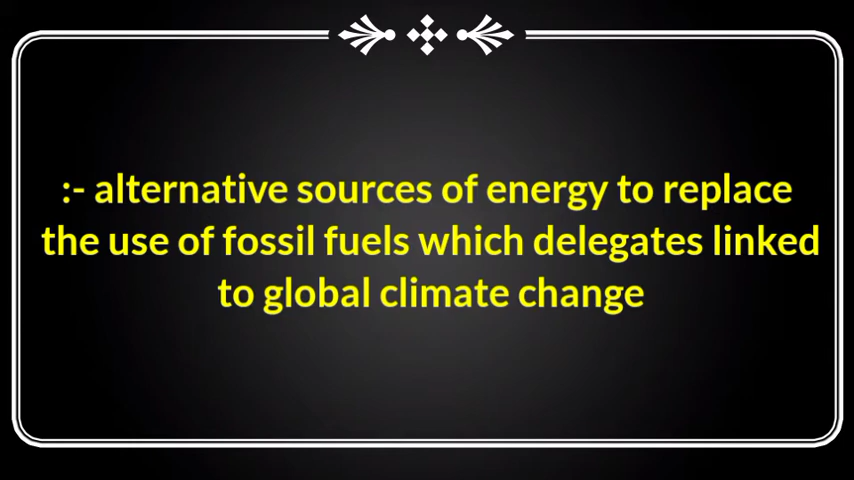 :- alternative sources of energy to replace
the use of fossil fuels which delegates linked
to global climate change